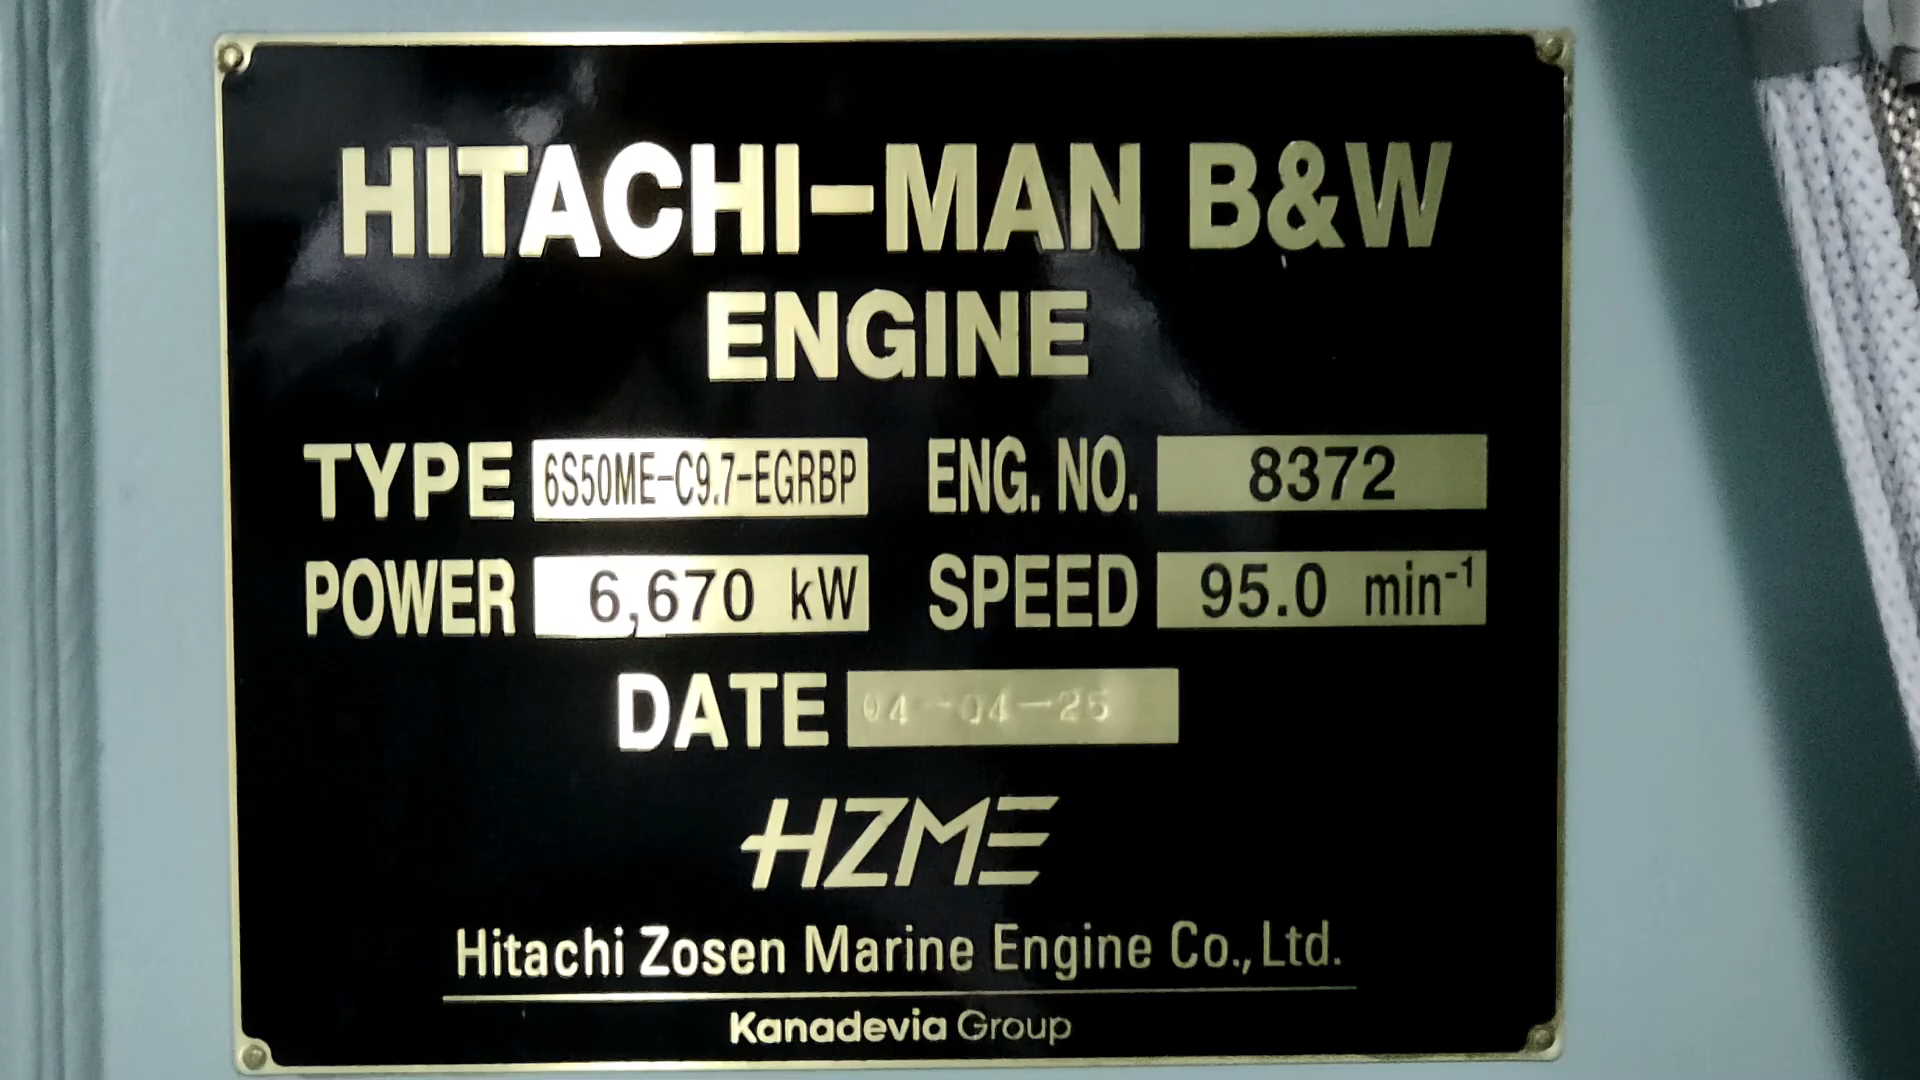 HITACHI-MAN B&W
ENGINE
TYPE 6S50ME-C9.7-EGRBP ENG. NO. 8372
POWER 6,670 kW SPEED 95.0 min⁻¹
DATE 04-04-25
HZME
Hitachi Zosen Marine Engine Co., Ltd.
Kanadevia Group